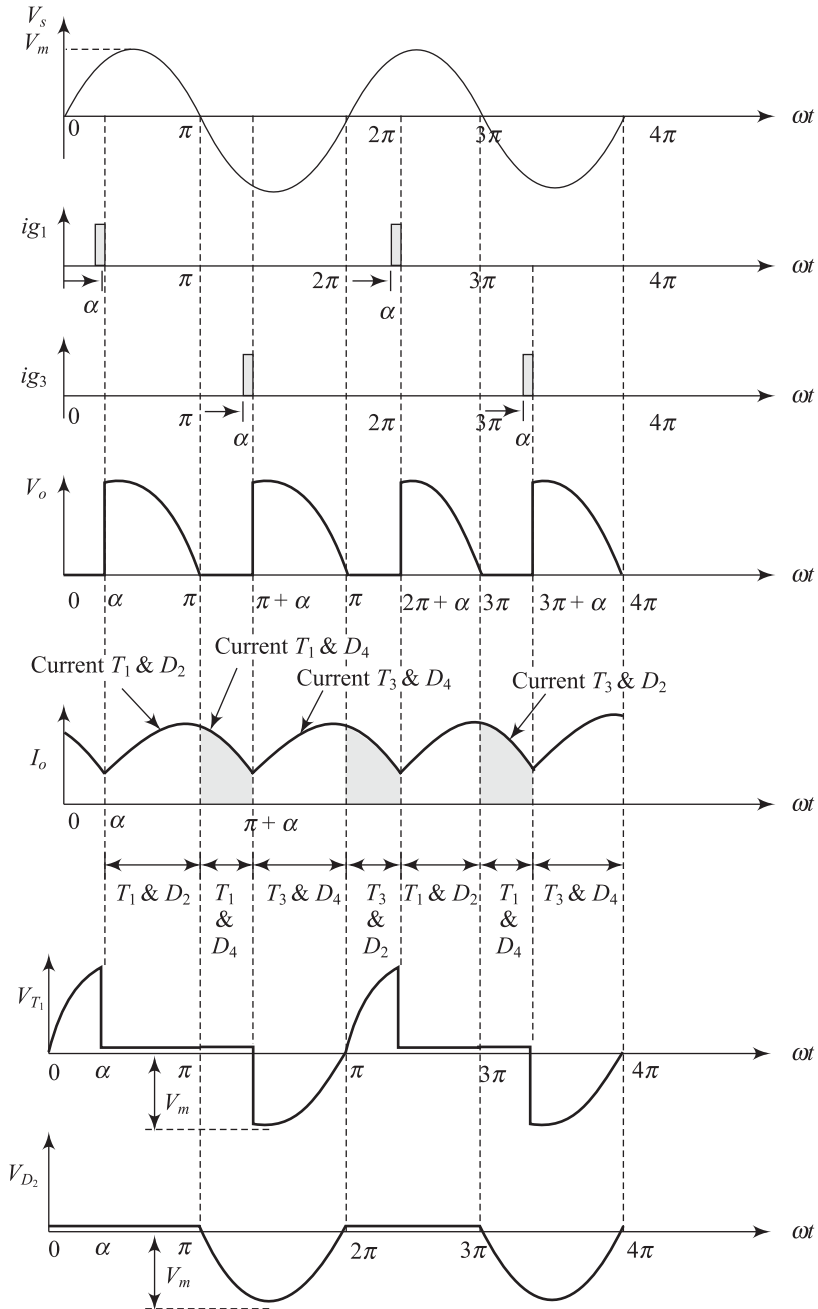 V_s
V_m
0 π 2π 3π 4π ωt
ig_1
π 2π 3π 4π ωt
α α
ig_3
0 π 2π 3π 4π ωt
α α
V_o
ωt
0 α π π + α π 2π + α 3π 3π + α 4π
Current T_1 & D_4
Current T_1 & D_2
Current T_3 & D_4
Current T_3 & D_2
I_o
ωt
0 α π + α
T_1 & D_2
T_1
&
D_4
T_3 & D_4
T_3
&
D_2
T_1 & D_2
T_1
&
D_4
T_3 & D_4
V_T_1
ωt
0 α π π 3π 4π
V_m
V_D_2
ωt
0 α π 2π 3π 4π
V_m